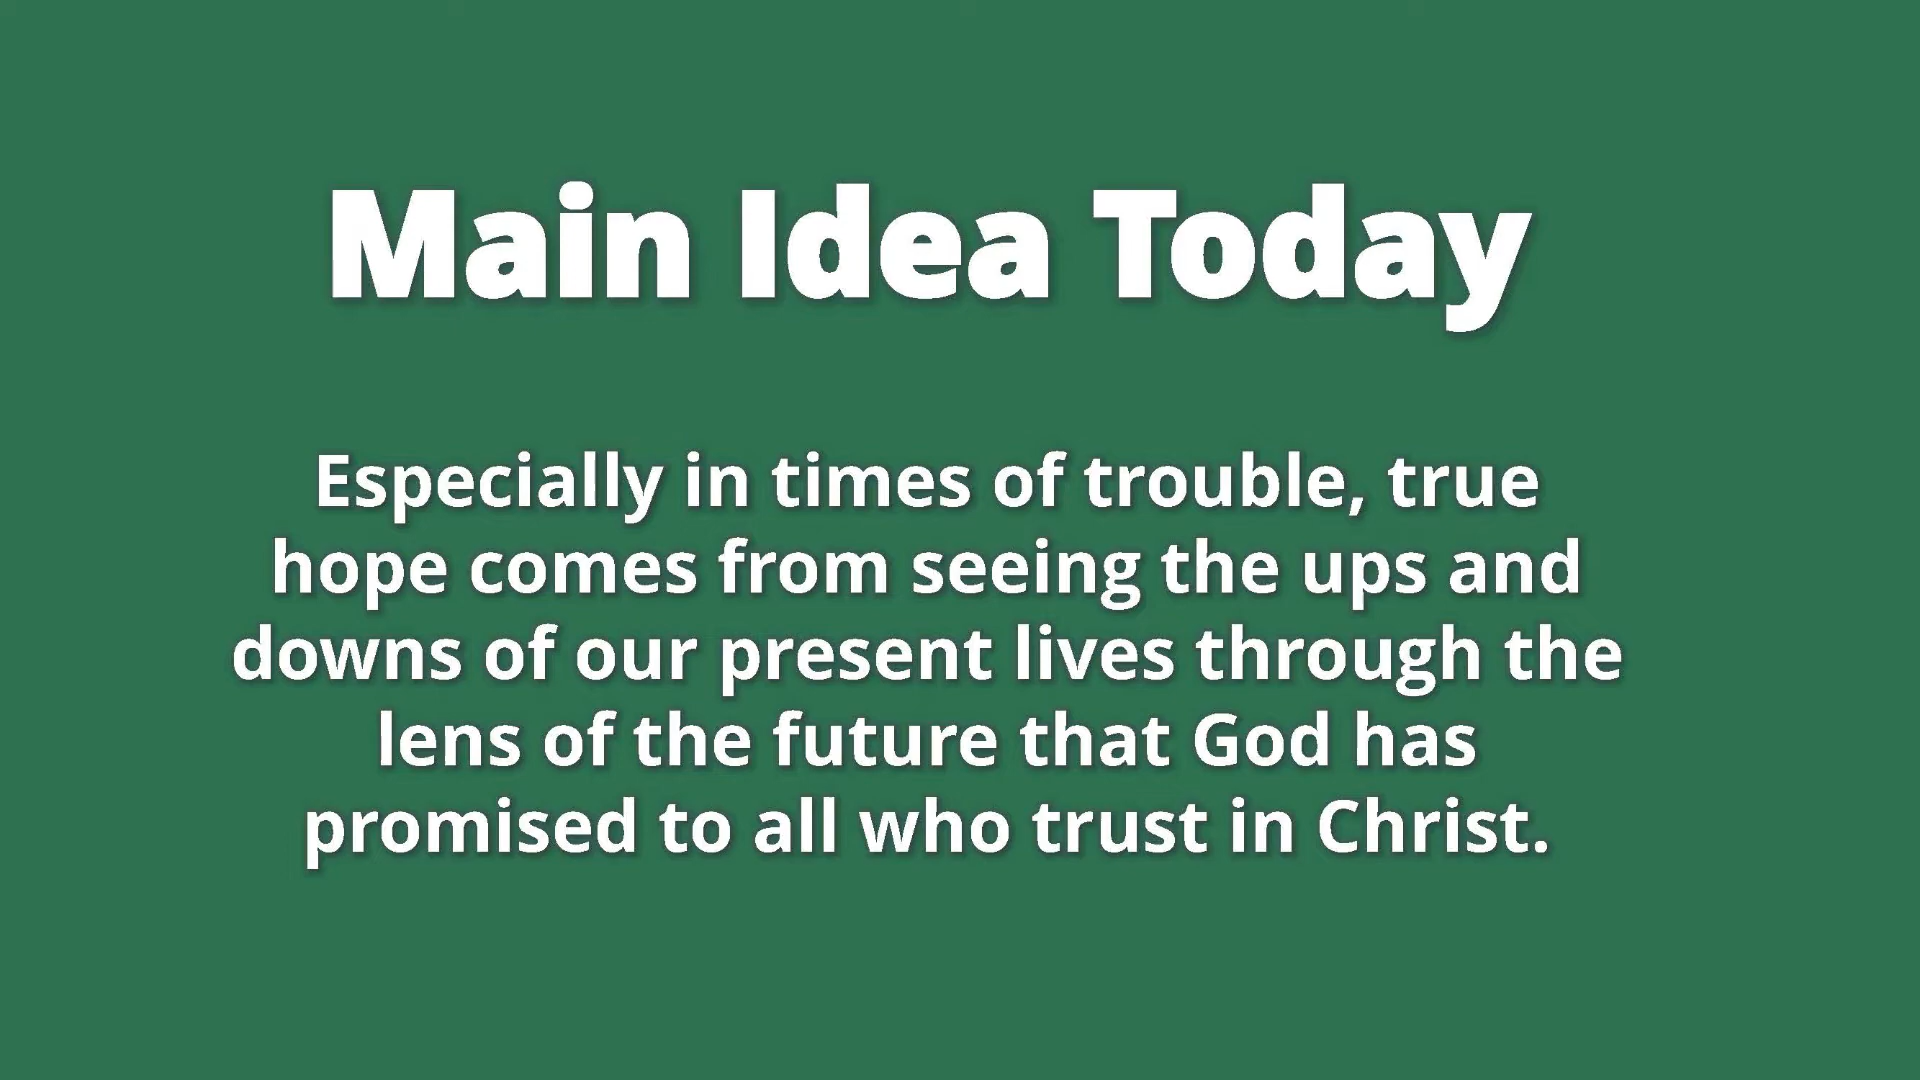 Main Idea Today
Especially in times of trouble, true
hope comes from seeing the ups and
downs of our present lives through the
lens of the future that God has
promised to all who trust in Christ.